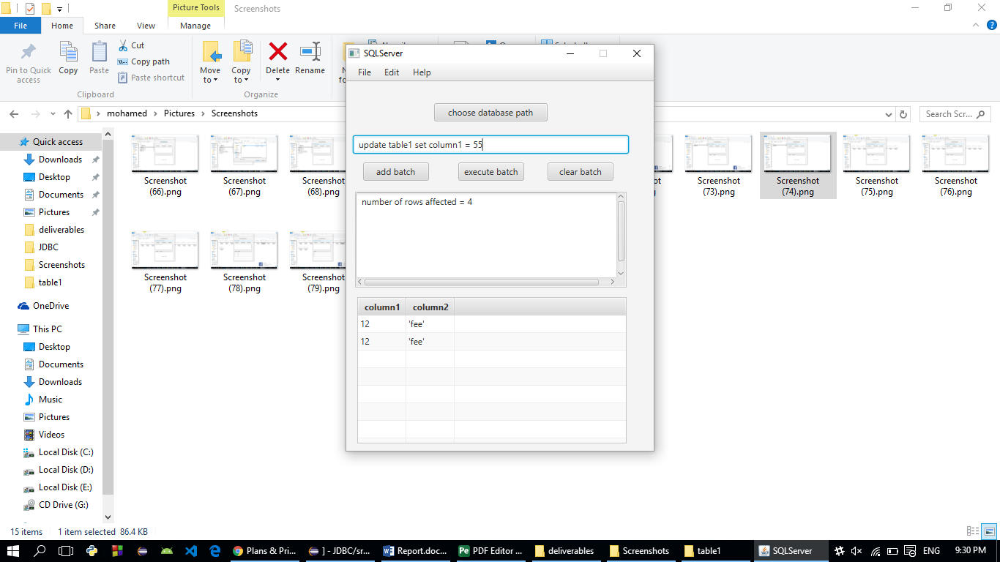 Picture Tools
Screenshots
File
Home
Share
View
Manage
Pin to Quick access
Copy
Paste
Cut
Copy path
Paste shortcut
Move to
Copy to
Delete
Rename
Clipboard
Organize
mohamed
Pictures
Screenshots
Search Scr...
SQLServer
File
Edit
Help
choose database path
update table1 set column1 = 55
add batch
execute batch
clear batch
number of rows affected = 4
column1 column2
12 'fee'
12 'fee'
Quick access
Downloads
Desktop
Documents
Pictures
deliverables
JDBC
Screenshots
table1
OneDrive
This PC
Desktop
Documents
Downloads
Music
Pictures
Videos
Local Disk (C:)
Local Disk (D:)
Local Disk (E:)
CD Drive (G:)
Screenshot (66).png
Screenshot (67).png
Screenshot (68).png
Screenshot (73).png
Screenshot (74).png
Screenshot (75).png
Screenshot (76).png
Screenshot (77).png
Screenshot (78).png
Screenshot (79).png
15 items
1 item selected 86.4 KB
Plans & Pri...
] - JDBC/sr...
Report.doc...
PDF Editor ...
deliverables
Screenshots
table1
SQLServer
ENG
9:30 PM